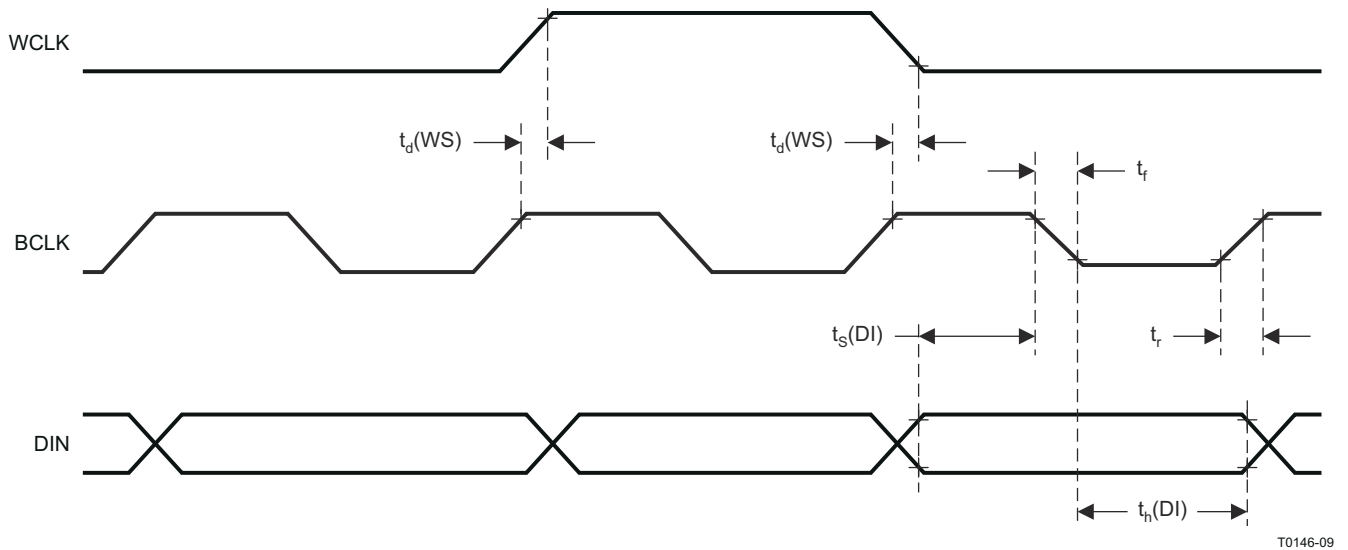 WCLK
t_d(WS)
t_d(WS)
t_f
BCLK
t_S(DI)
t_r
DIN
t_h(DI)
T0146-09